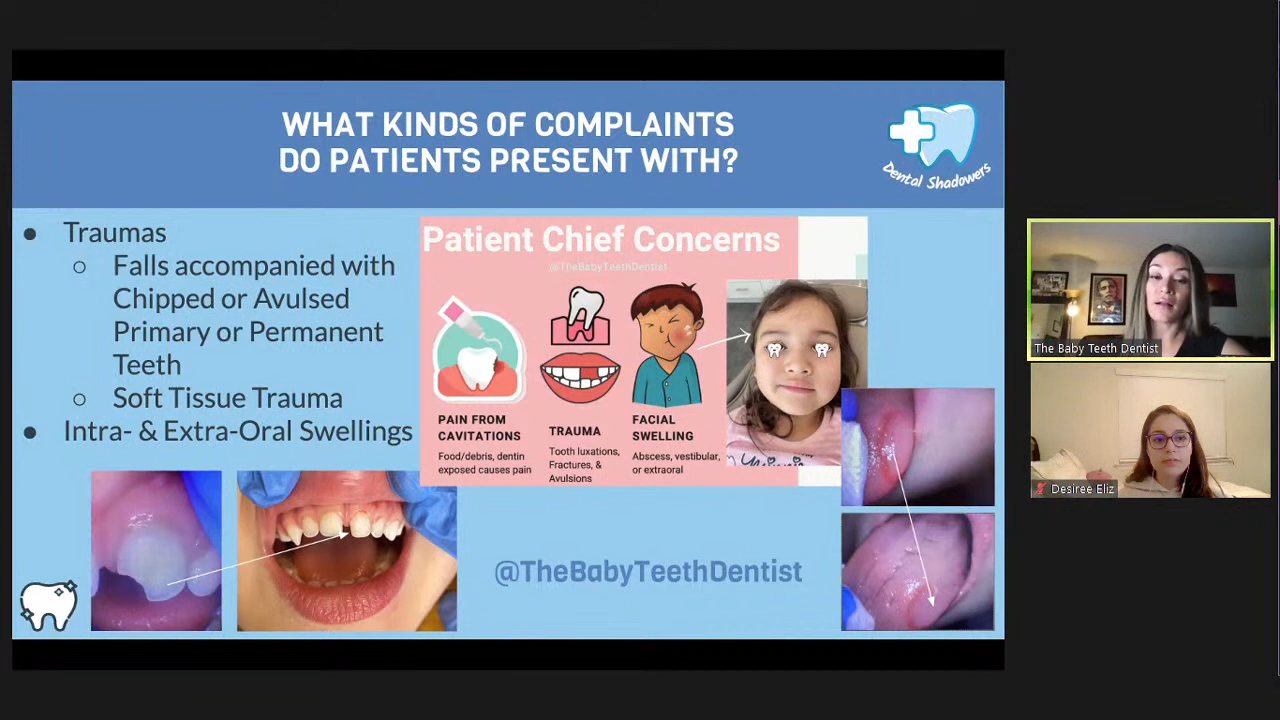 WHAT KINDS OF COMPLAINTS
DO PATIENTS PRESENT WITH?
Dental Shadowers
● Traumas
○ Falls accompanied with
Chipped or Avulsed
Primary or Permanent
Teeth
○ Soft Tissue Trauma
● Intra- & Extra-Oral Swellings
Patient Chief Concerns
@TheBabyTeethDentist
PAIN FROM
CAVITATIONS
Food/debris, dentin
exposed causes pain
TRAUMA
Tooth luxations,
Fractures, &
Avulsions
FACIAL
SWELLING
Abscess, vestibular,
or extraoral
@TheBabyTeethDentist
The Baby Teeth Dentist
Desiree Eliz